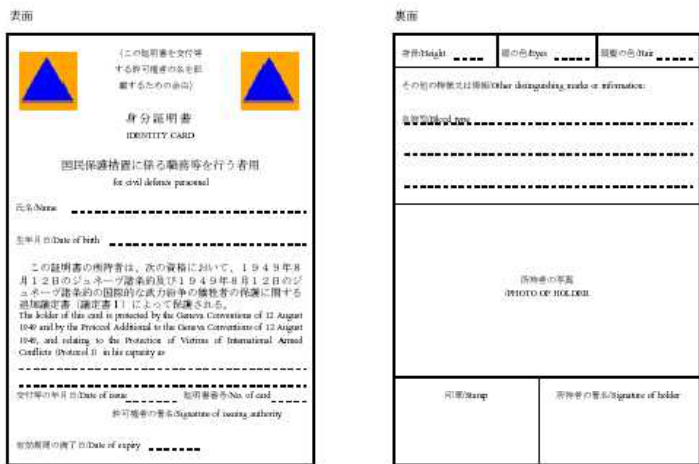 表面
(この証明書を交付等
する許可権者の名を記
載するための余白)
身分証明書
IDENTITY CARD
国民保護措置に係る職務等を行う者用
for civil defence personnel
氏名/Name
生年月日/Date of birth
この証明書の所持者は、次の資格において、1949年8
月12日のジュネーヴ諸条約及び1949年8月12日のジ
ュネーヴ諸条約の国際的な武力紛争の犠牲者の保護に関する
追加議定書(議定書I)によって保護される。
The holder of this card is protected by the Geneva Conventions of 12 August
1949 and by the Protocol Additional to the Geneva Conventions of 12 August
1949, and relating to the Protection of Victims of International Armed
Conflicts (Protocol I) in his capacity as
交付等の年月日/Date of issue 証明書番号/No. of card
許可権者の署名/Signature of issuing authority
有効期間の満了日/Date of expiry
裏面
身長/Height 眼の色/Eyes 頭髪の色/Hair
その他の特徴又は情報/Other distinguishing marks or information:
血液型/Blood type
所持者の写真
/PHOTO OF HOLDER
印章/Stamp 所持者の署名/Signature of holder